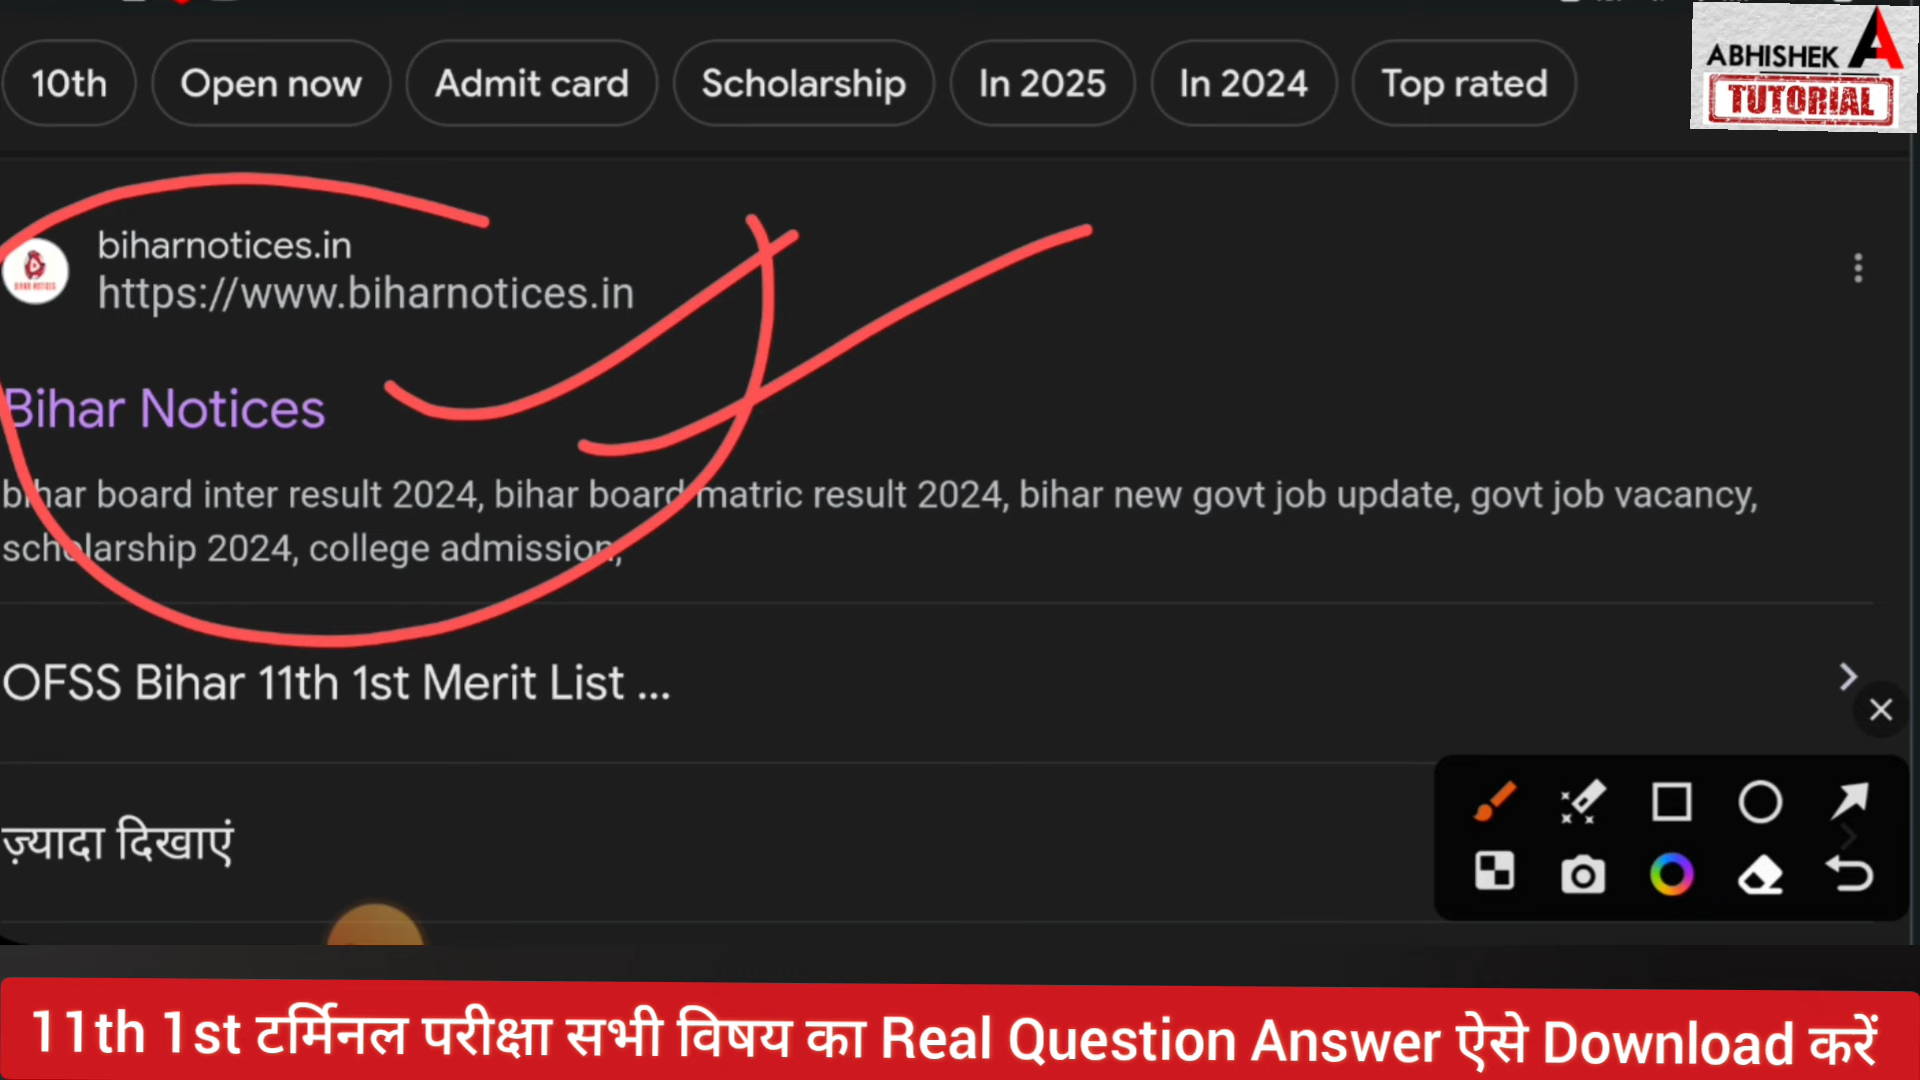 10th Open now Admit card Scholarship In 2025 In 2024 Top rated
ABHISHEK A
TUTORIAL
biharnotices.in
https://www.biharnotices.in
BIHAR NOTICES
Bihar Notices
bihar board inter result 2024, bihar board matric result 2024, bihar new govt job update, govt job vacancy,
scholarship 2024, college admission,
OFSS Bihar 11th 1st Merit List ...
ज़्यादा दिखाएं
11th 1st टर्मिनल परीक्षा सभी विषय का Real Question Answer ऐसे Download करें